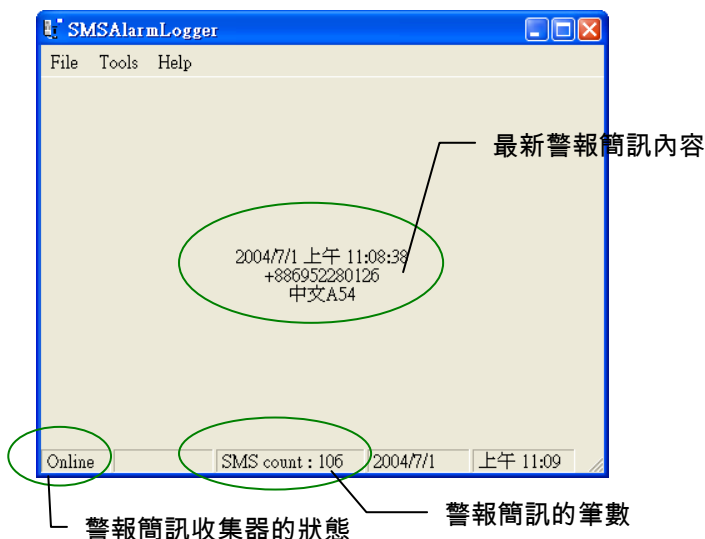 SMSAlarmLogger
File Tools Help
最新警報簡訊內容
2004/7/1 上午 11:08:38
+886952280126
中文A54
Online SMS count : 106 2004/7/1 上午 11:09
警報簡訊的筆數
警報簡訊收集器的狀態